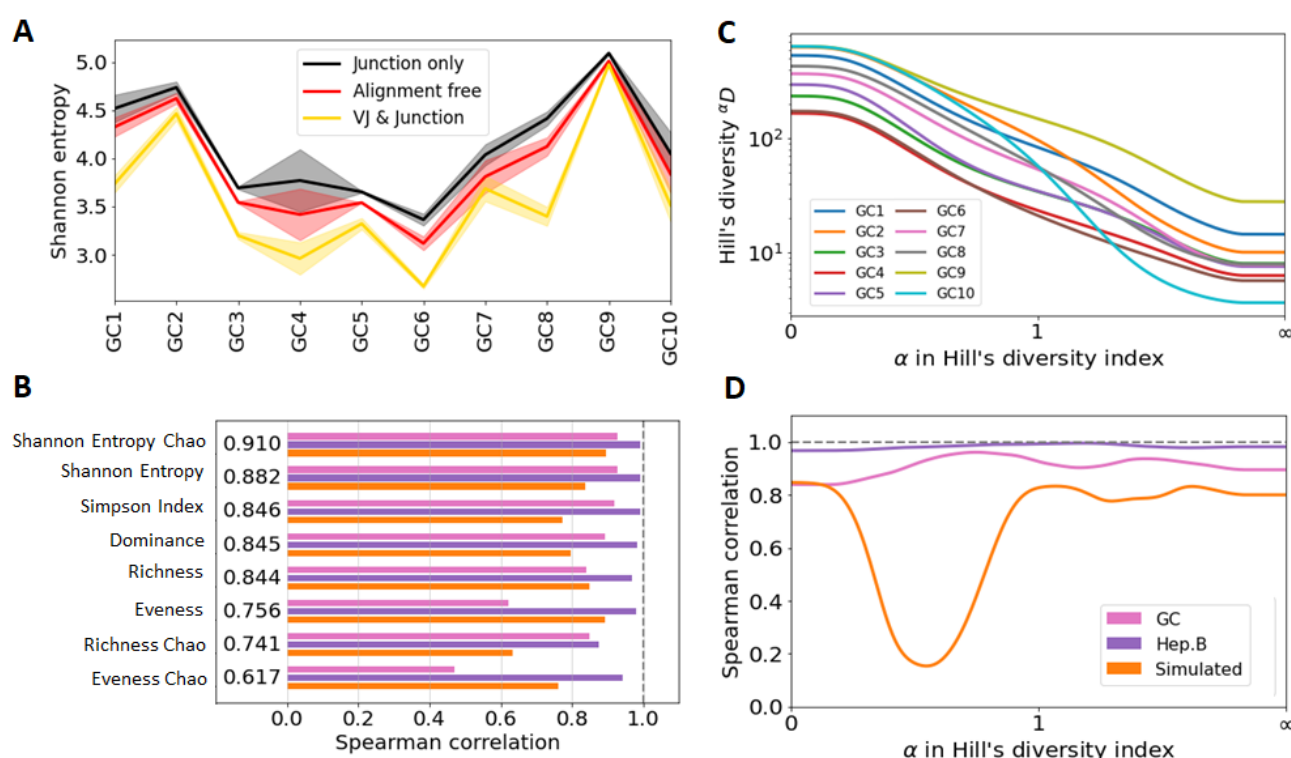 A
Shannon entropy
5.0
4.5
4.0
3.5
3.0
Junction only
Alignment free
VJ & Junction
GC1
GC2
GC3
GC4
GC5
GC6
GC7
GC8
GC9
GC10
B
Shannon Entropy Chao 0.910
Shannon Entropy 0.882
Simpson Index 0.846
Dominance 0.845
Richness 0.844
Eveness 0.756
Richness Chao 0.741
Eveness Chao 0.617
0.0 0.2 0.4 0.6 0.8 1.0
Spearman correlation
C
Hill's diversity αD
10²
10¹
GC1 GC6
GC2 GC7
GC3 GC8
GC4 GC9
GC5 GC10
0 1 ∞
α in Hill's diversity index
D
Spearman correlation
1.0
0.8
0.6
0.4
0.2
0.0
GC
Hep.B
Simulated
0 1 ∞
α in Hill's diversity index